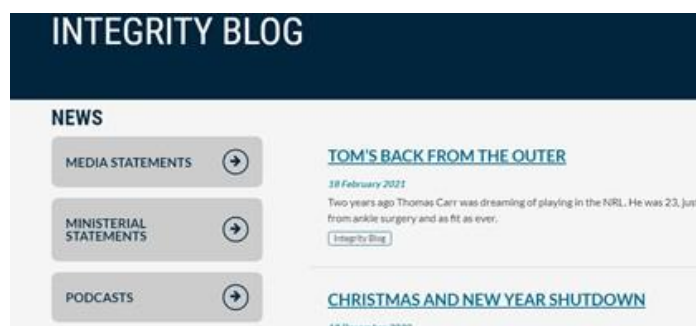 INTEGRITY BLOG
NEWS
MEDIA STATEMENTS
MINISTERIAL
STATEMENTS
PODCASTS
TOM'S BACK FROM THE OUTER
18 February 2021
Two years ago Thomas Carr was dreaming of playing in the NRL. He was 23, jus
from ankle surgery and as fit as ever.
Integrity Blog
CHRISTMAS AND NEW YEAR SHUTDOWN